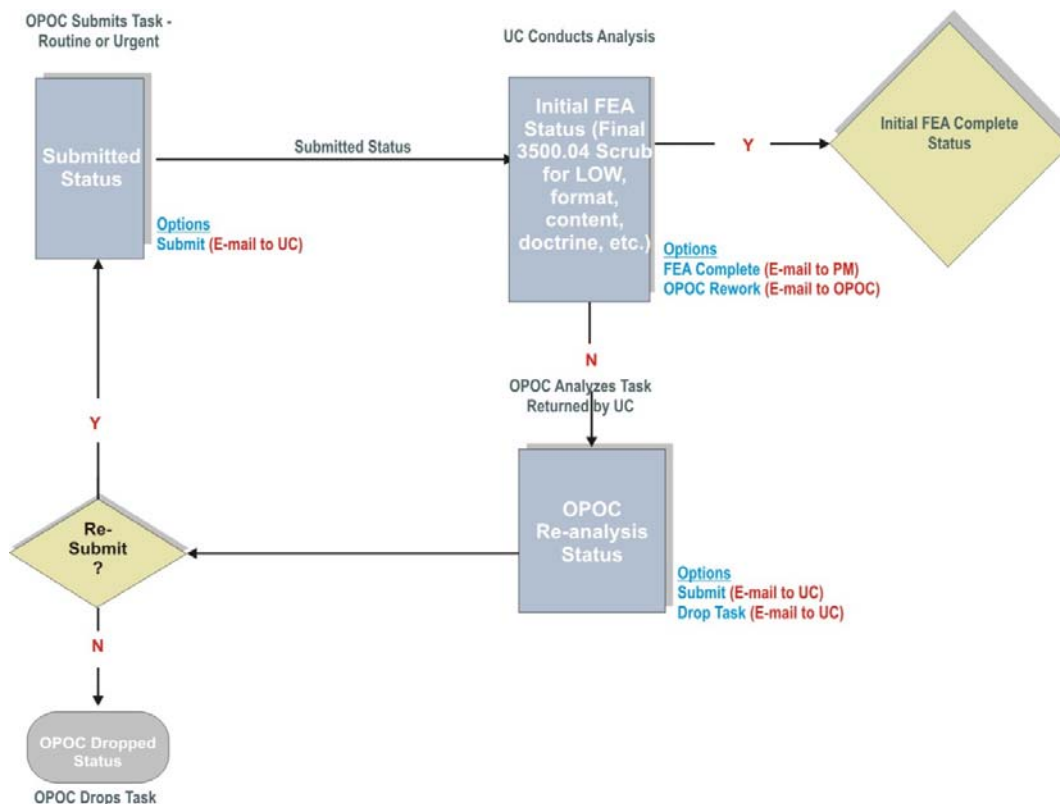 OPOC Submits Task -
Routine or Urgent
UC Conducts Analysis
Submitted
Status
Submitted Status
Initial FEA
Status (Final
3500.04 Scrub
for LOW,
format,
content,
doctrine, etc.)
Y
Initial FEA Complete
Status
Options
Submit (E-mail to UC)
Options
FEA Complete (E-mail to PM)
OPOC Rework (E-mail to OPOC)
N
OPOC Analyzes Task
Returned by UC
Y
OPOC
Re-analysis
Status
Re-
Submit
?
Options
Submit (E-mail to UC)
Drop Task (E-mail to UC)
N
OPOC Dropped
Status
OPOC Drops Task